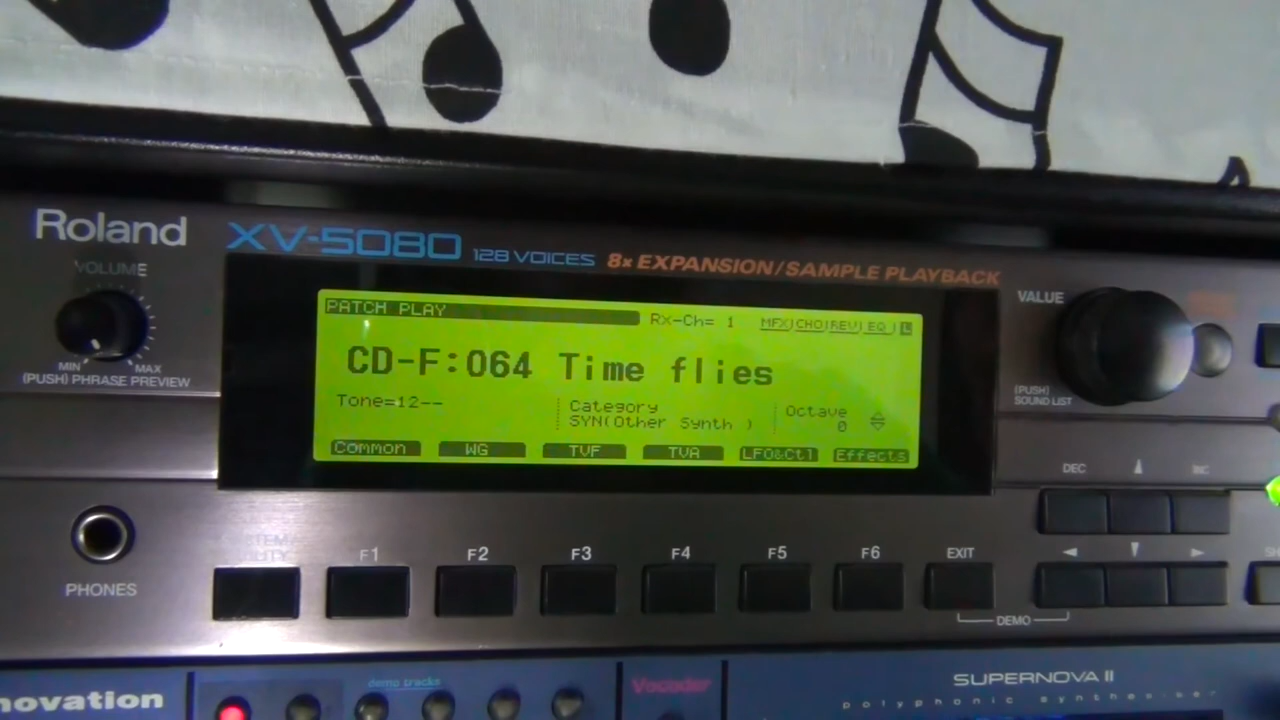 Roland
XV-5080 128 VOICES 8x EXPANSION/SAMPLE PLAYBACK
VOLUME
MIN MAX
(PUSH) PHRASE PREVIEW
PATCH PLAY
Rx-Ch= 1
MFX CHO REV EQ L
CD-F:064 Time flies
Tone=12--
Category
SYN(Other Synth )
Octave
0
Common WG TVF TVA LFO&Ctl Effects
VALUE
(PUSH)
SOUND LIST
DEC INC
PHONES
F1 F2 F3 F4 F5 F6 EXIT
DEMO
novation
demo tracks
Vocoder
SUPERNOVA II
polyphonic synthesiser